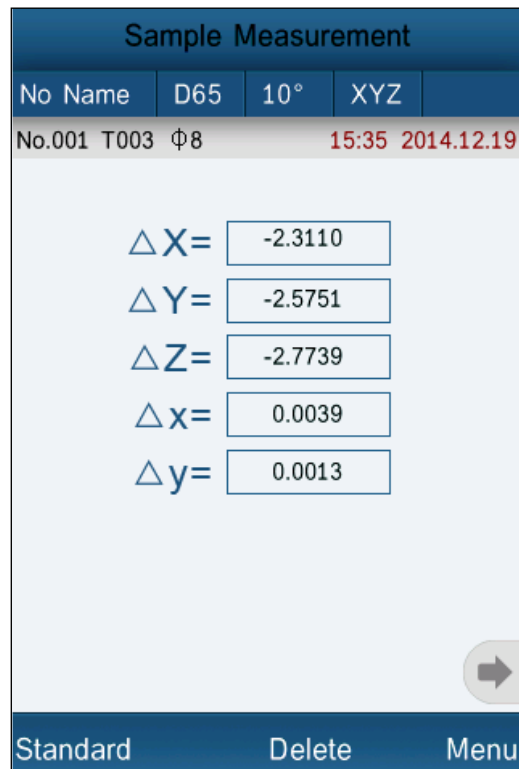 Sample Measurement
No Name D65 10° XYZ
No.001 T003 Φ8 15:35 2014.12.19
△X= -2.3110
△Y= -2.5751
△Z= -2.7739
△x= 0.0039
△y= 0.0013
Standard Delete Menu